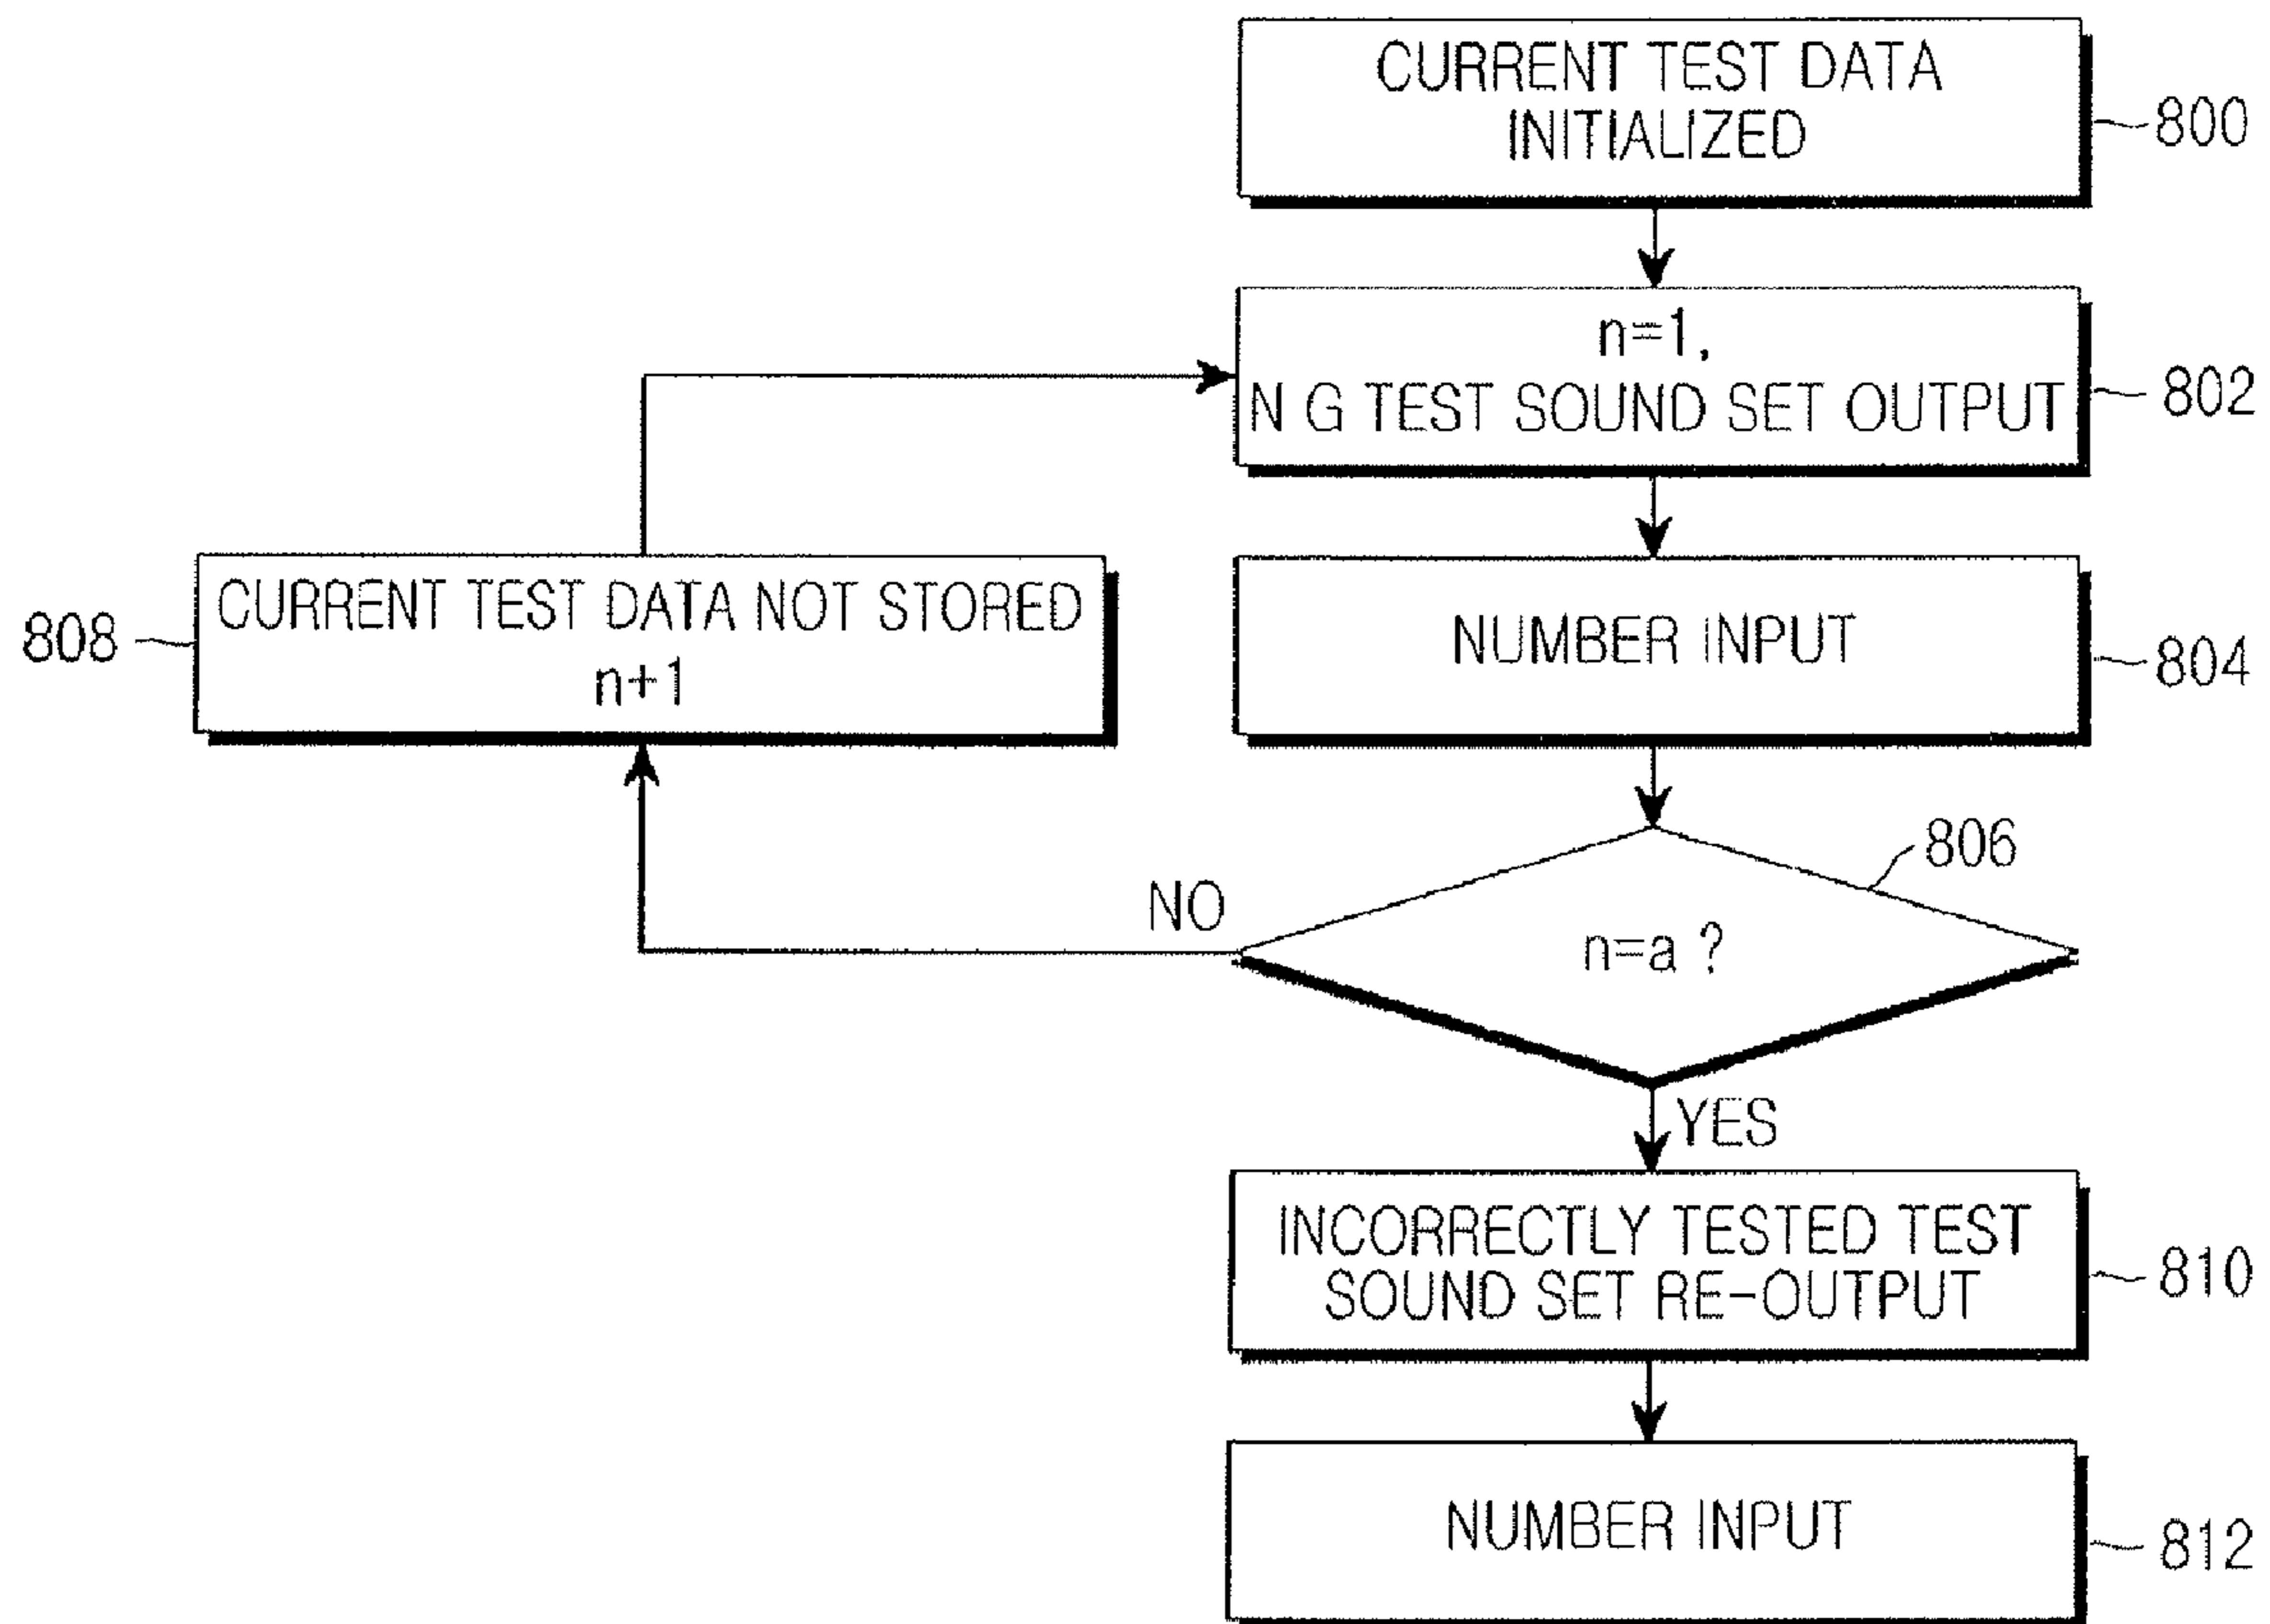 CURRENT TEST DATA
INITIALIZED
800
n=1,
N G TEST SOUND SET OUTPUT
802
CURRENT TEST DATA NOT STORED
n+1
808
NUMBER INPUT
804
806
NO
n=a ?
YES
INCORRECTLY TESTED TEST
SOUND SET RE-OUTPUT
810
NUMBER INPUT
812